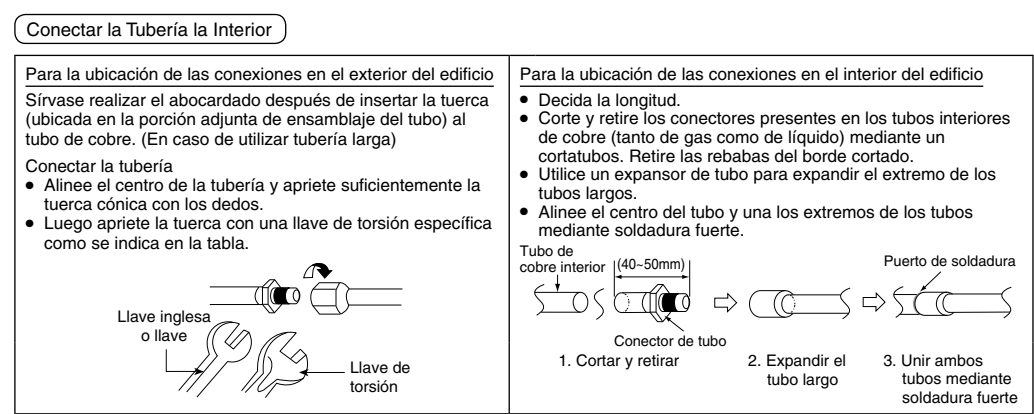 Conectar la Tubería la Interior
Para la ubicación de las conexiones en el exterior del edificio
Sírvase realizar el abocardado después de insertar la tuerca
(ubicada en la porción adjunta de ensamblaje del tubo) al
tubo de cobre. (En caso de utilizar tubería larga)
Conectar la tubería
• Alinee el centro de la tubería y apriete suficientemente la
tuerca cónica con los dedos.
• Luego apriete la tuerca con una llave de torsión específica
como se indica en la tabla.
Llave inglesa
o llave
Llave de
torsión
Para la ubicación de las conexiones en el interior del edificio
• Decida la longitud.
• Corte y retire los conectores presentes en los tubos interiores
de cobre (tanto de gas como de líquido) mediante un
cortatubos. Retire las rebabas del borde cortado.
• Utilice un expansor de tubo para expandir el extremo de los
tubos largos.
• Alinee el centro del tubo y una los extremos de los tubos
mediante soldadura fuerte.
Tubo de
cobre interior
(40~50mm)
Puerto de soldadura
Conector de tubo
1. Cortar y retirar
2. Expandir el
tubo largo
3. Unir ambos
tubos mediante
soldadura fuerte